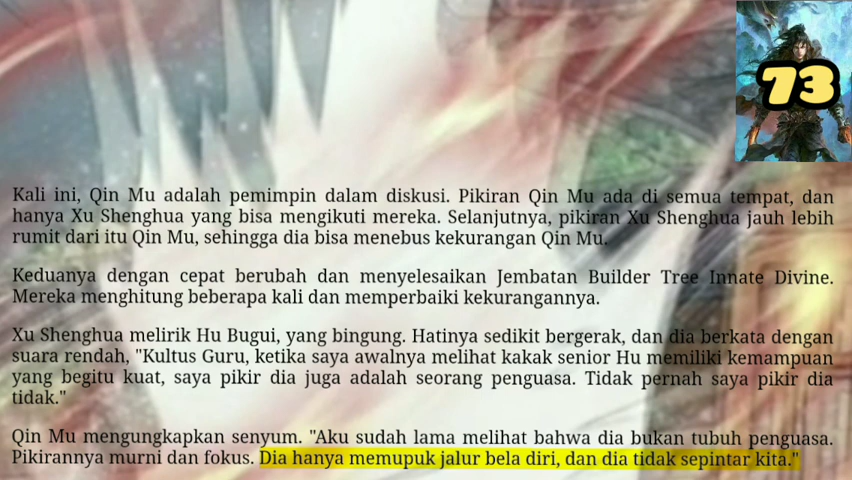 73
Kali ini, Qin Mu adalah pemimpin dalam diskusi. Pikiran Qin Mu ada di semua tempat, dan
hanya Xu Shenghua yang bisa mengikuti mereka. Selanjutnya, pikiran Xu Shenghua jauh lebih
rumit dari itu Qin Mu, sehingga dia bisa menebus kekurangan Qin Mu.
Keduanya dengan cepat berubah dan menyelesaikan Jembatan Builder Tree Innate Divine.
Mereka menghitung beberapa kali dan memperbaiki kekurangannya.
Xu Shenghua melirik Hu Bugui, yang bingung. Hatinya sedikit bergerak, dan dia berkata dengan
suara rendah, "Kultus Guru, ketika saya awalnya melihat kakak senior Hu memiliki kemampuan
yang begitu kuat, saya pikir dia juga adalah seorang penguasa. Tidak pernah saya pikir dia
tidak."
Qin Mu mengungkapkan senyum. "Aku sudah lama melihat bahwa dia bukan tubuh penguasa.
Pikirannya murni dan fokus. Dia hanya memupuk jalur bela diri, dan dia tidak sepintar kita."